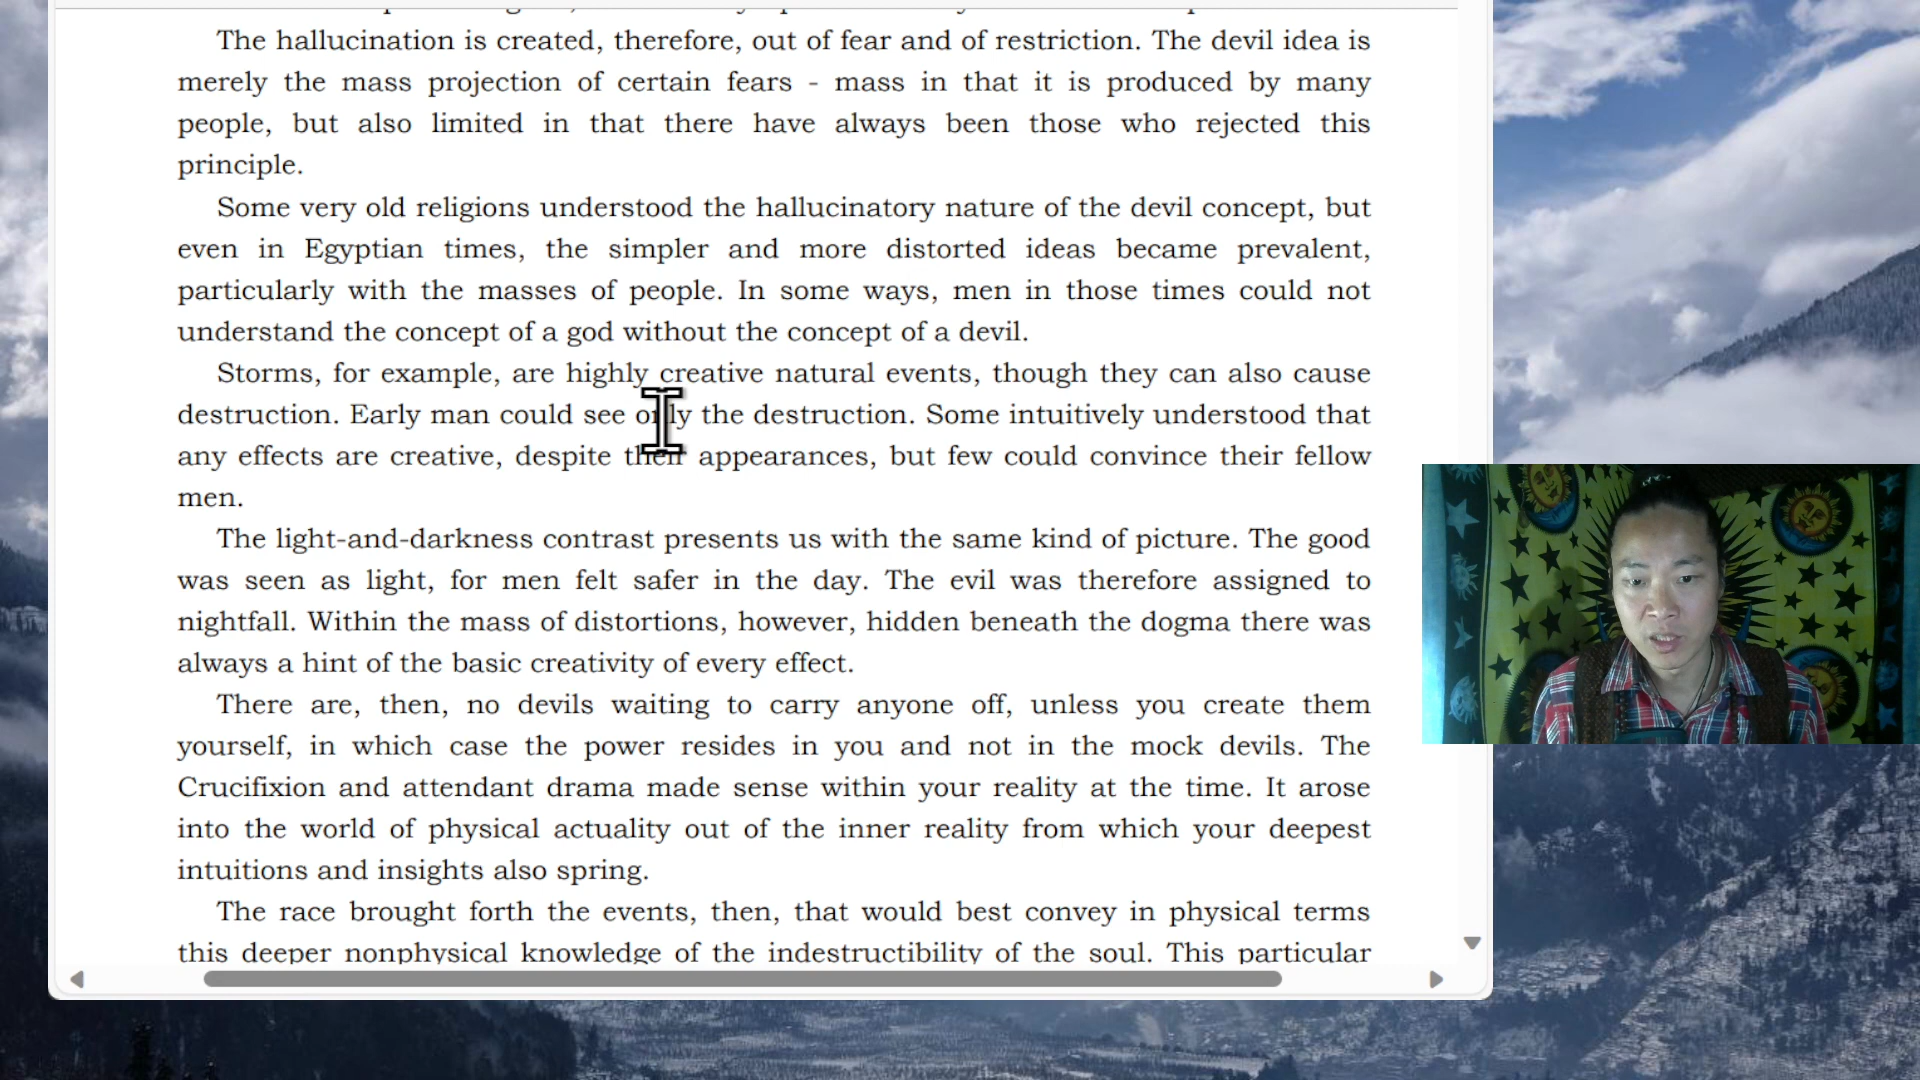 The hallucination is created, therefore, out of fear and of restriction. The devil idea is
merely the mass projection of certain fears - mass in that it is produced by many
people, but also limited in that there have always been those who rejected this
principle.
Some very old religions understood the hallucinatory nature of the devil concept, but
even in Egyptian times, the simpler and more distorted ideas became prevalent,
particularly with the masses of people. In some ways, men in those times could not
understand the concept of a god without the concept of a devil.
Storms, for example, are highly creative natural events, though they can also cause
destruction. Early man could see only the destruction. Some intuitively understood that
any effects are creative, despite their appearances, but few could convince their fellow
men.
The light-and-darkness contrast presents us with the same kind of picture. The good
was seen as light, for men felt safer in the day. The evil was therefore assigned to
nightfall. Within the mass of distortions, however, hidden beneath the dogma there was
always a hint of the basic creativity of every effect.
There are, then, no devils waiting to carry anyone off, unless you create them
yourself, in which case the power resides in you and not in the mock devils. The
Crucifixion and attendant drama made sense within your reality at the time. It arose
into the world of physical actuality out of the inner reality from which your deepest
intuitions and insights also spring.
The race brought forth the events, then, that would best convey in physical terms
this deeper nonphysical knowledge of the indestructibility of the soul. This particular